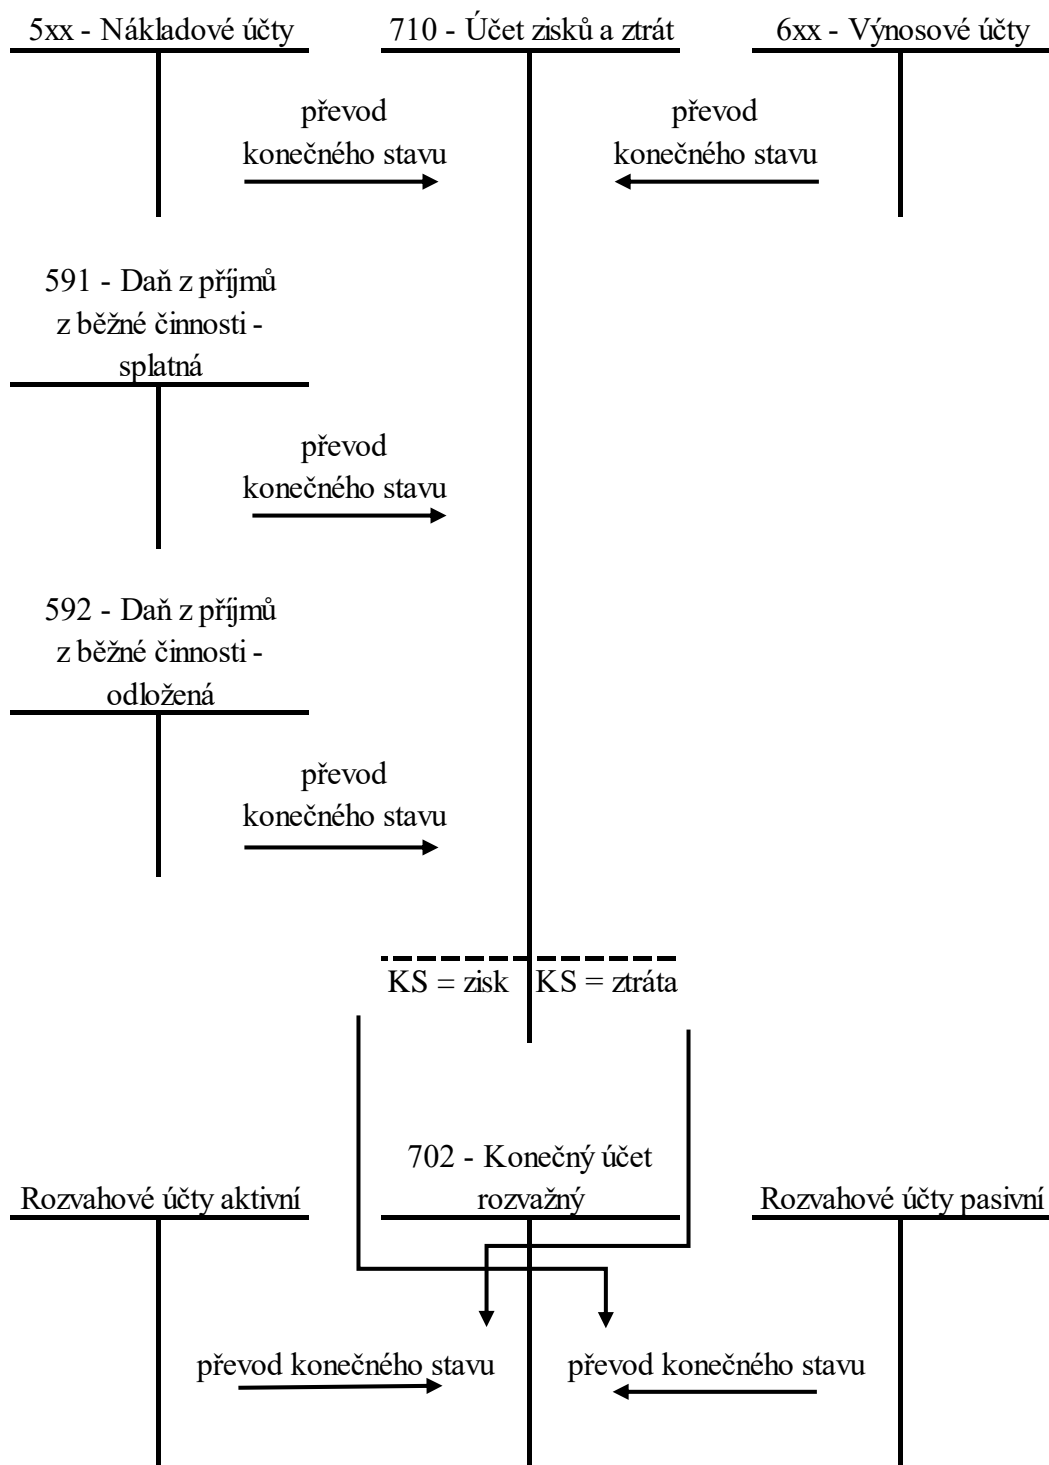 5xx - Nákladové účty
710 - Účet zisků a ztrát
6xx - Výnosové účty
převod
konečného stavu
převod
konečného stavu
591 - Daň z příjmů
z běžné činnosti -
splatná
převod
konečného stavu
592 - Daň z příjmů
z běžné činnosti -
odložená
převod
konečného stavu
KS = zisk
KS = ztráta
702 - Konečný účet
rozvažný
Rozvahové účty aktivní
Rozvahové účty pasivní
převod konečného stavu
převod konečného stavu